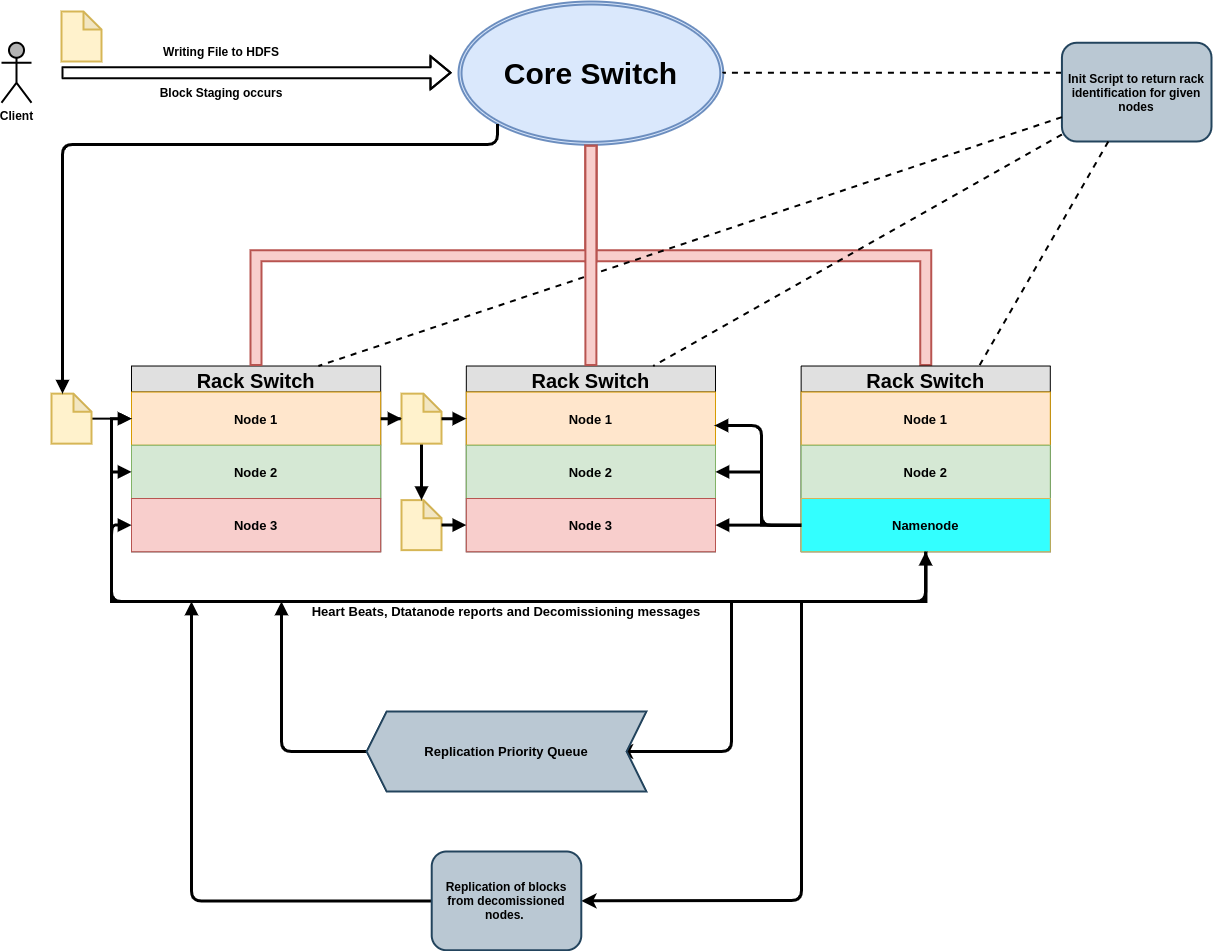 Writing File to HDFS
Block Staging occurs
Client
Core Switch
Init Script to return rack
identification for given
nodes
Rack Switch
Node 1
Node 2
Node 3
Rack Switch
Node 1
Node 2
Node 3
Rack Switch
Node 1
Node 2
Namenode
Heart Beats, Dtatanode reports and Decomissioning messages
Replication Priority Queue
Replication of blocks
from decomissioned
nodes.